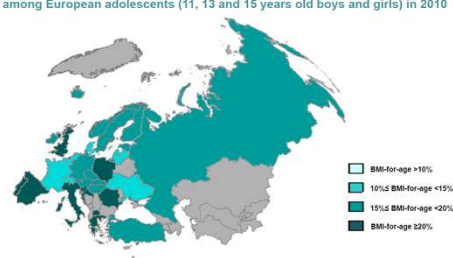 among European adolescents (11, 13 and 15 years old boys and girls) in 2010
BMI-for-age >10%
10%≤ BMI-for-age <15%
15%≤ BMI-for-age <20%
BMI-for-age ≥20%